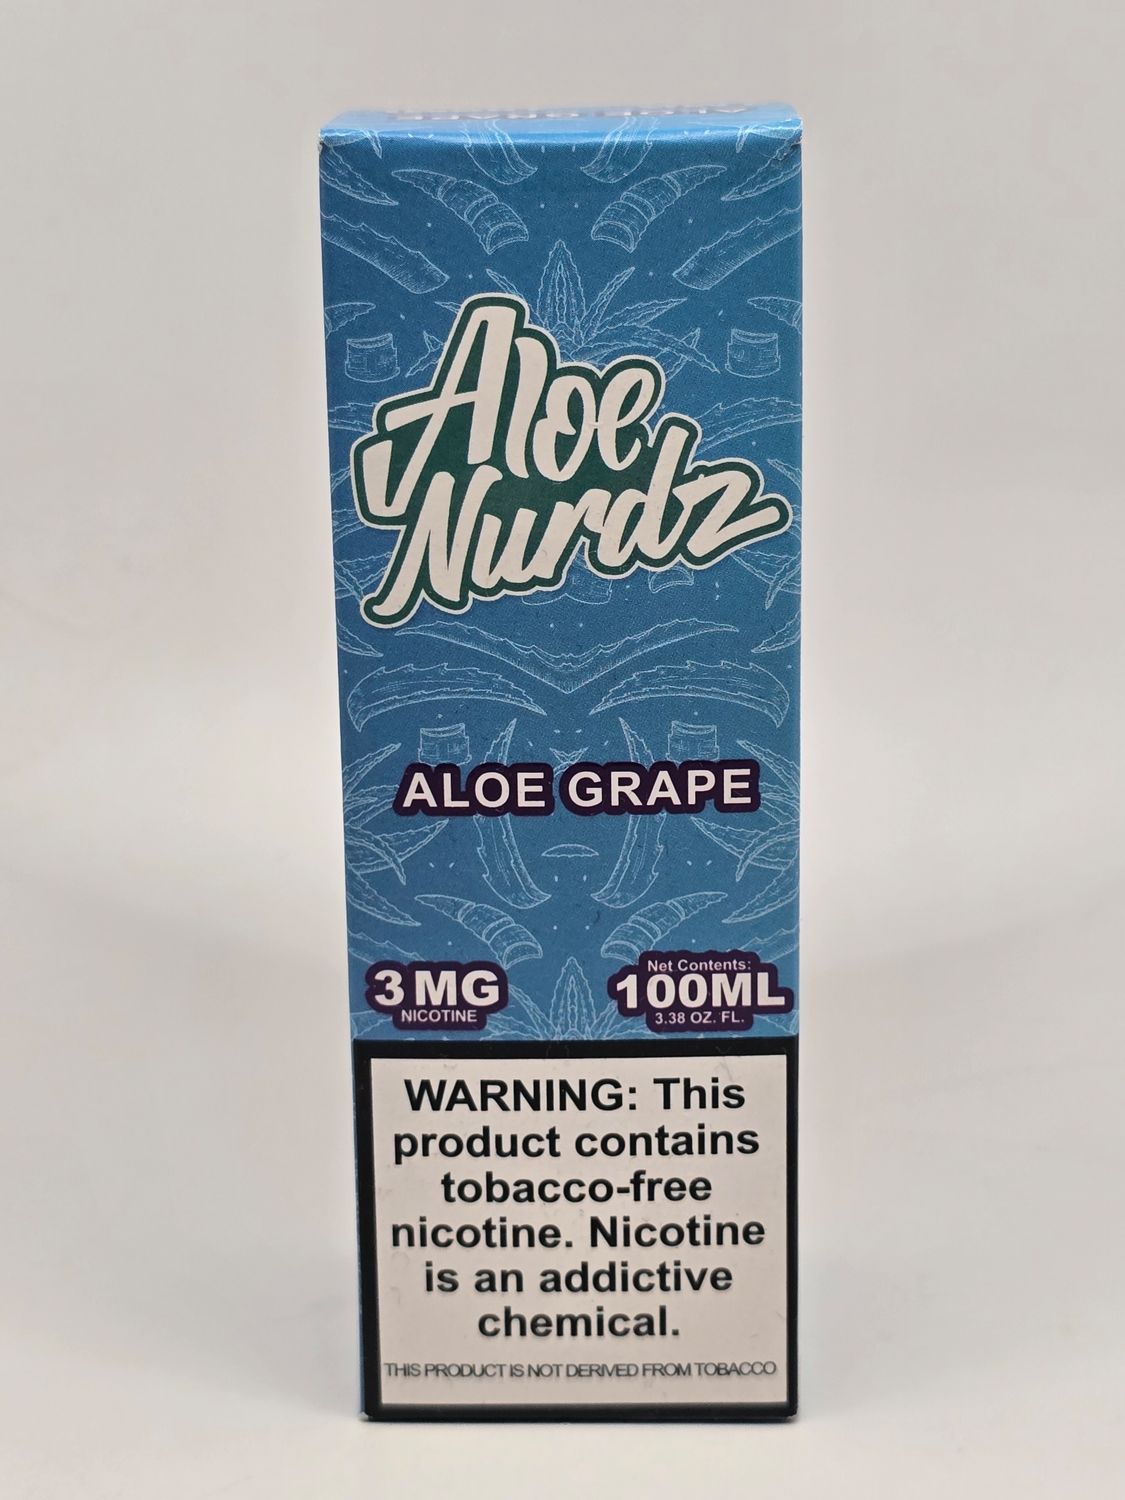 Aloe
Nurdz
ALOE GRAPE
3 MG
NICOTINE
Net Contents:
100ML
3.38 OZ. FL.
WARNING: This
product contains
tobacco-free
nicotine. Nicotine
is an addictive
chemical.
THIS PRODUCT IS NOT DERIVED FROM TOBACCO